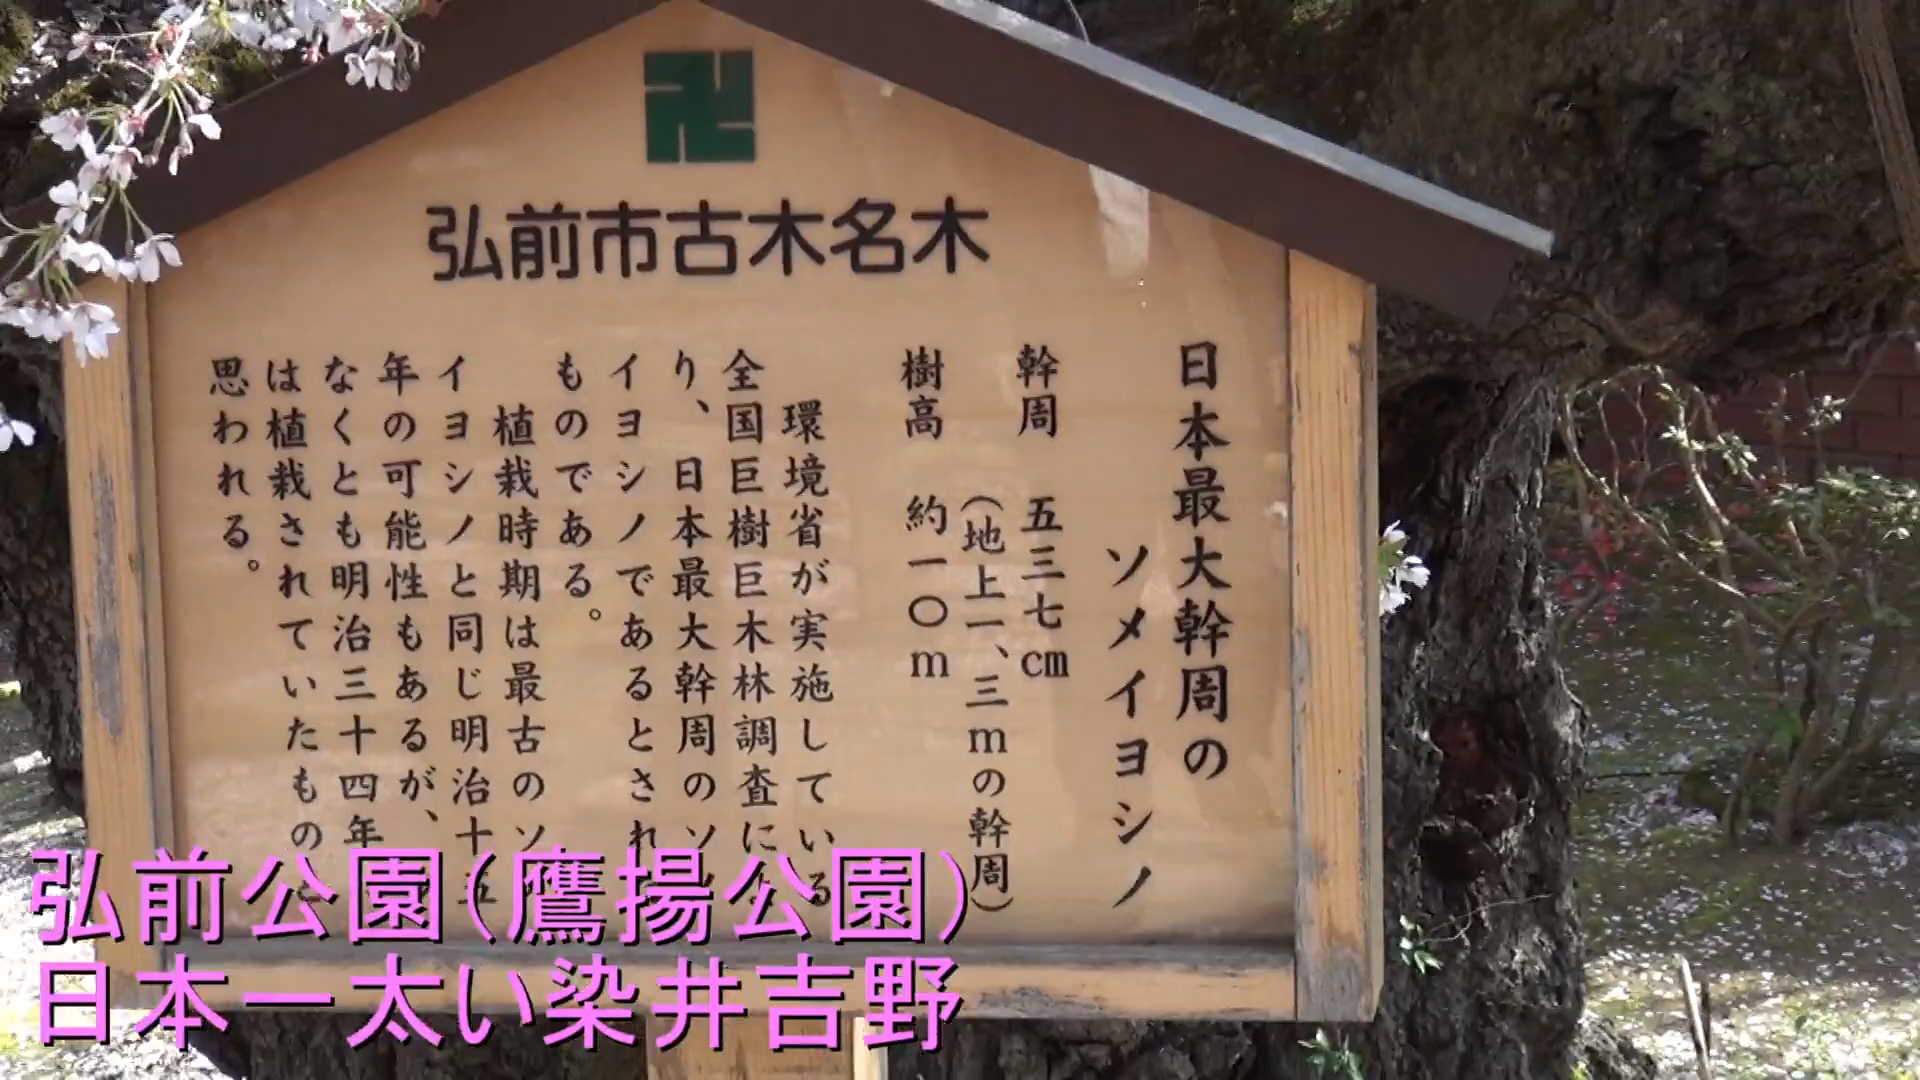 卍
弘前市古木名木
日本最大幹周の
ソメイヨシノ
幹周 五三七cm
（地上一、三mの幹周）
樹高 約一〇m
環境省が実施している
全国巨樹巨木林調査に
り、日本最大幹周のソ
イヨシノであるとされ
ものである。
植栽時期は最古のソ
イヨシノと同じ明治十五
年の可能性もあるが、
なくとも明治三十四年
は植栽されていたものと
思われる。
弘前公園（鷹揚公園）
日本一太い染井吉野